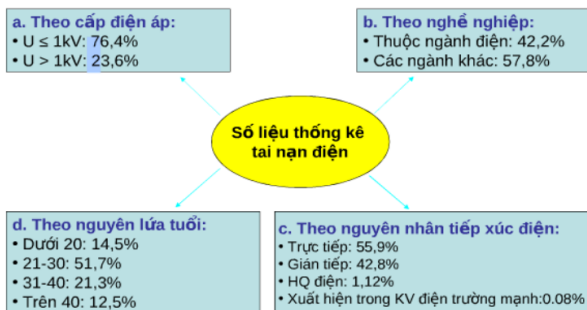 a. Theo cấp điện áp:
• U ≤ 1kV: 76,4%
• U > 1kV: 23,6%
b. Theo nghề nghiệp:
• Thuộc ngành điện: 42,2%
• Các ngành khác: 57,8%
Số liệu thống kê
tai nạn điện
d. Theo nguyên lứa tuổi:
• Dưới 20: 14,5%
• 21-30: 51,7%
• 31-40: 21,3%
• Trên 40: 12,5%
c. Theo nguyên nhân tiếp xúc điện:
• Trực tiếp: 55,9%
• Gián tiếp: 42,8%
• HQ điện: 1,12%
• Xuất hiện trong KV điện trường mạnh:0.08%